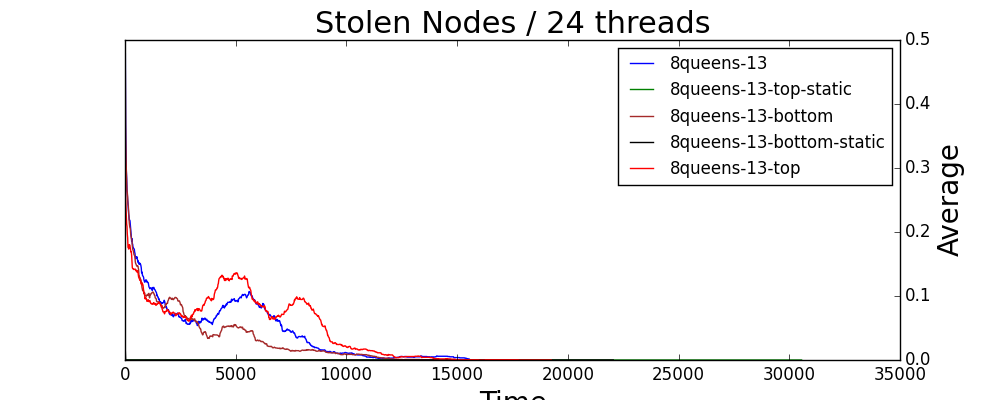 Stolen Nodes / 24 threads
8queens-13
8queens-13-top-static
8queens-13-bottom
8queens-13-bottom-static
8queens-13-top
0.5
0.4
0.3
0.2
0.1
0.0
Average
0 5000 10000 15000 20000 25000 30000 35000
Time